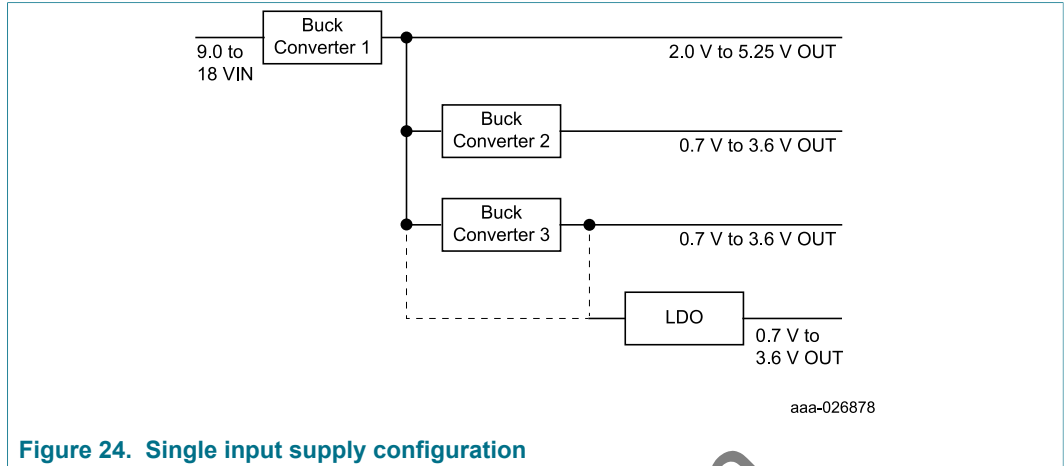 Buck
Converter 1
9.0 to
18 VIN
2.0 V to 5.25 V OUT
Buck
Converter 2
0.7 V to 3.6 V OUT
Buck
Converter 3
0.7 V to 3.6 V OUT
LDO
0.7 V to
3.6 V OUT
aaa-026878
Figure 24. Single input supply configuration